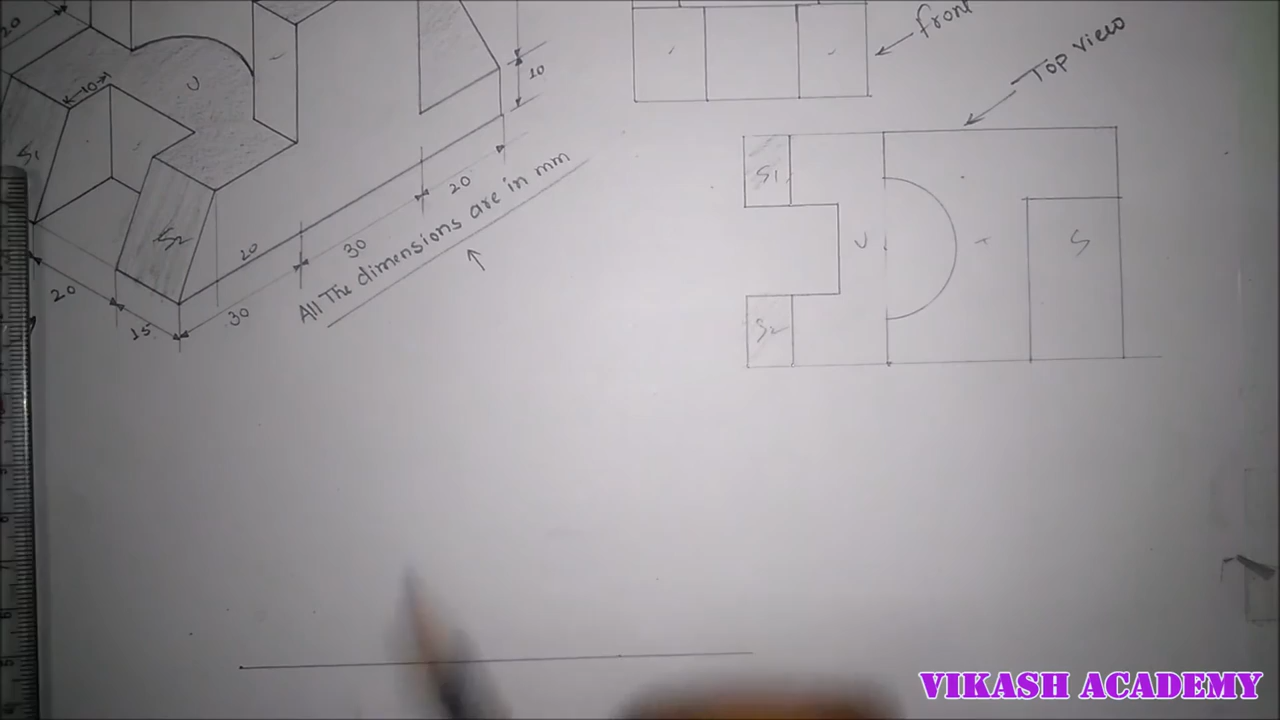 20
10
U
S1
S2
20
15
30
20
30
20
10
All The dimensions are in mm
front
Top view
S1
U
T
S
S2
VIKASH ACADEMY